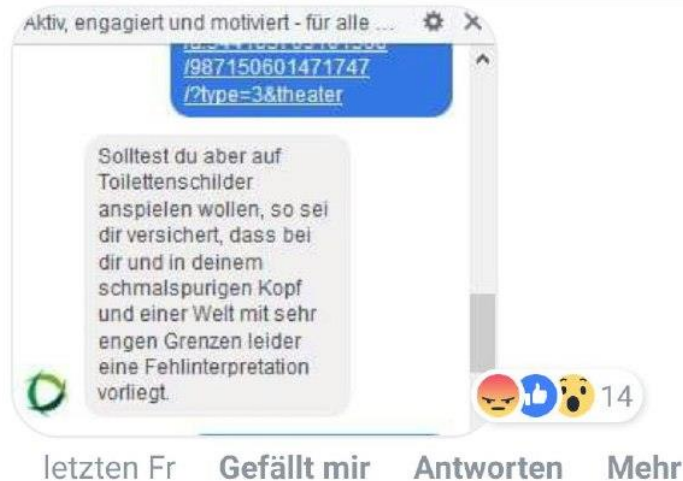 Aktiv, engagiert und motiviert - für alle ...
/987150601471747
/?type=3&theater
Solltest du aber auf
Toilettenschilder
anspielen wollen, so sei
dir versichert, dass bei
dir und in deinem
schmalspurigen Kopf
und einer Welt mit sehr
engen Grenzen leider
eine Fehlinterpretation
vorliegt.
14
letzten Fr Gefällt mir Antworten Mehr